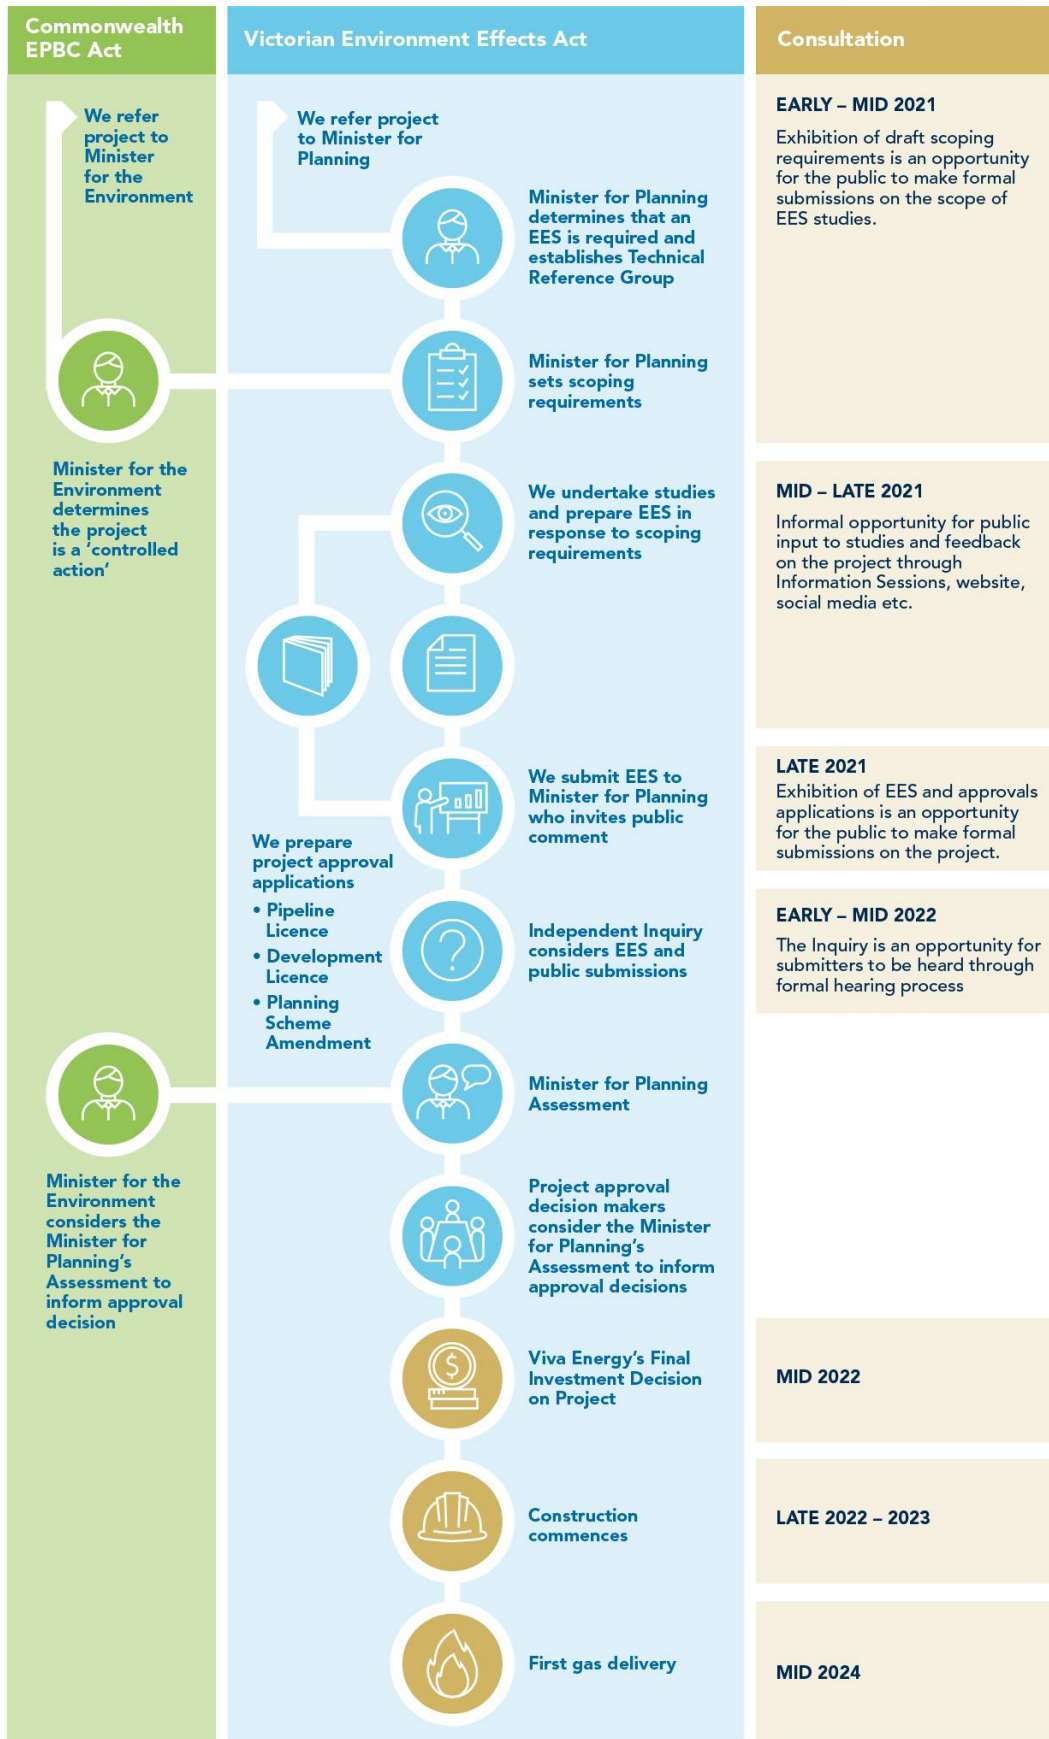 Commonwealth
EPBC Act
We refer
project to
Minister
for the
Environment
Minister for the
Environment
determines
the project
is a ‘controlled
action’
Minister for the
Environment
considers the
Minister for
Planning’s
Assessment to
inform approval
decision
Victorian Environment Effects Act
We refer project
to Minister for
Planning
Minister for Planning
determines that an
EES is required and
establishes Technical
Reference Group
Minister for Planning
sets scoping
requirements
We undertake studies
and prepare EES in
response to scoping
requirements
We submit EES to
Minister for Planning
who invites public
comment
We prepare
project approval
applications
• Pipeline
Licence
• Development
Licence
• Planning
Scheme
Amendment
Independent Inquiry
considers EES and
public submissions
Minister for Planning
Assessment
Project approval
decision makers
consider the Minister
for Planning’s
Assessment to inform
approval decisions
$
Viva Energy’s Final
Investment Decision
on Project
Construction
commences
First gas delivery
Consultation
EARLY – MID 2021
Exhibition of draft scoping
requirements is an opportunity
for the public to make formal
submissions on the scope of
EES studies.
MID – LATE 2021
Informal opportunity for public
input to studies and feedback
on the project through
Information Sessions, website,
social media etc.
LATE 2021
Exhibition of EES and approvals
applications is an opportunity
for the public to make formal
submissions on the project.
EARLY – MID 2022
The Inquiry is an opportunity for
submitters to be heard through
formal hearing process
MID 2022
LATE 2022 – 2023
MID 2024